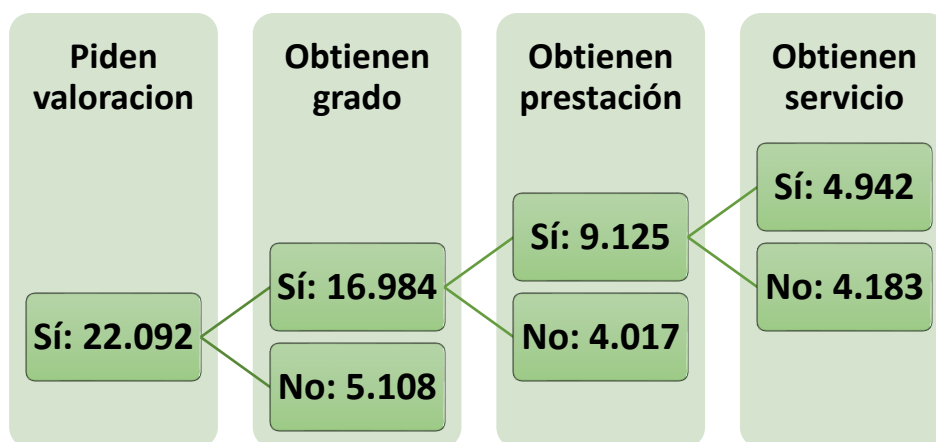 Piden
valoracion
Sí: 22.092
Obtienen
grado
Sí: 16.984
No: 5.108
Obtienen
prestación
Sí: 9.125
No: 4.017
Obtienen
servicio
Sí: 4.942
No: 4.183